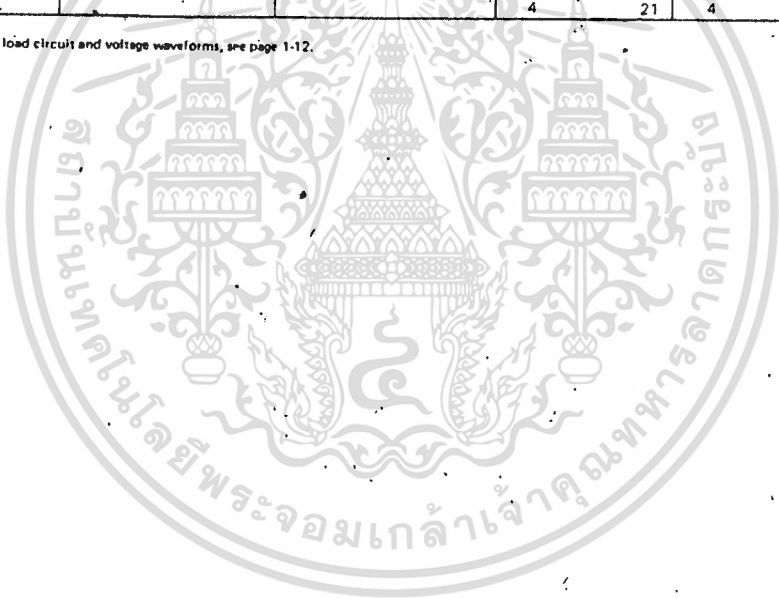 4 21 4
load circuit and voltage waveforms, see page 1-12.
สถาบันเทคโนโลยีพระจอมเกล้าเจ้าคุณทหารลาดกระบัง